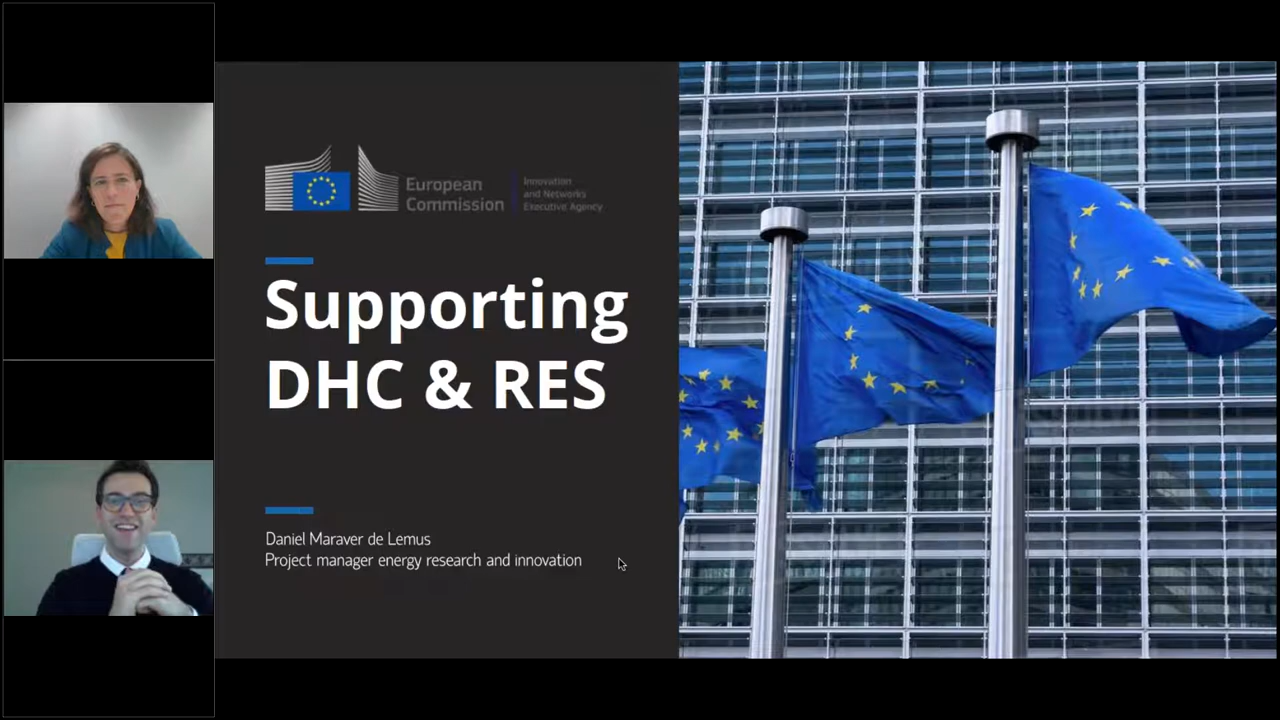 European
Commission
Innovation
and Networks
Executive Agency
Supporting
DHC & RES
Daniel Maraver de Lemus
Project manager energy research and innovation